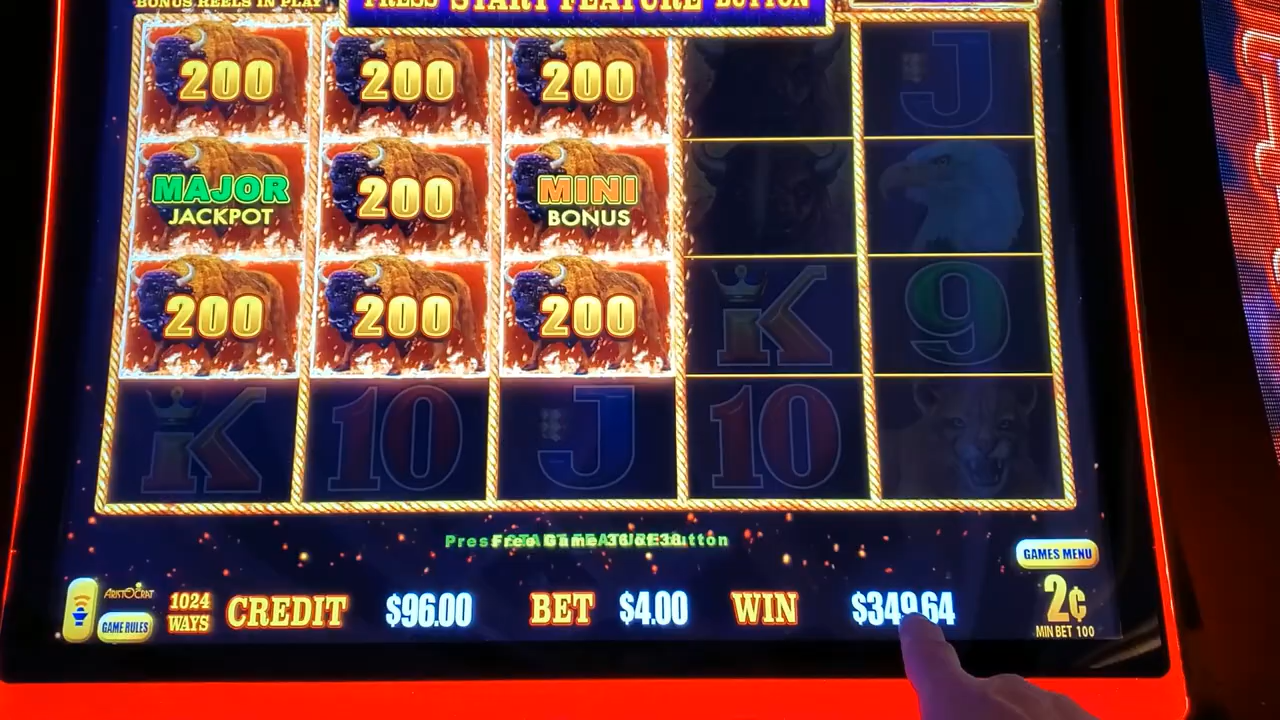 BONUS REELS IN PLAY
PRESS START FEATURE BUTTON
200 200 200
J
MAJOR JACKPOT
200
MINI BONUS
200 200 200
K
9
K
10
J
10
GAMES MENU
ARISTOCRAT
GAME RULES
1024 WAYS
CREDIT $96.00
BET $4.00
WIN $349.64
2¢
MIN BET 100